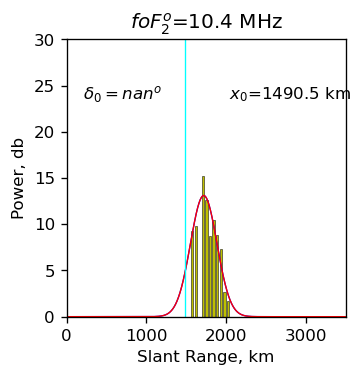 foF₂ᵒ=10.4 MHz
30
25
20
15
10
5
0
Power, db
δ₀ = nanᵒ
x₀=1490.5 km
0 1000 2000 3000
Slant Range, km